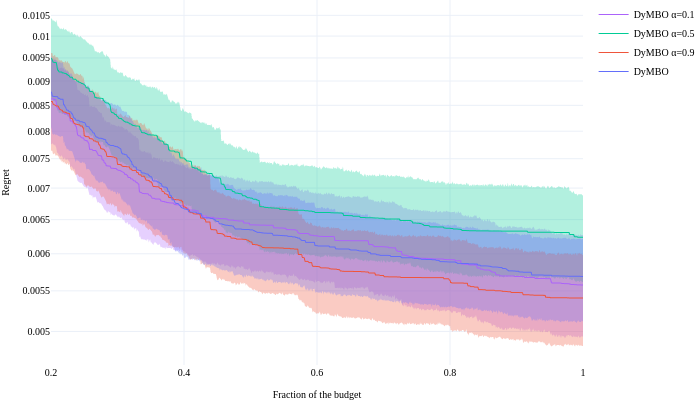 0.0105
0.01
0.0095
0.009
0.0085
0.008
0.0075
0.007
0.0065
0.006
0.0055
0.005
Regret
0.2
0.4
0.6
0.8
1
Fraction of the budget
DyMBO α=0.1
DyMBO α=0.5
DyMBO α=0.9
DyMBO